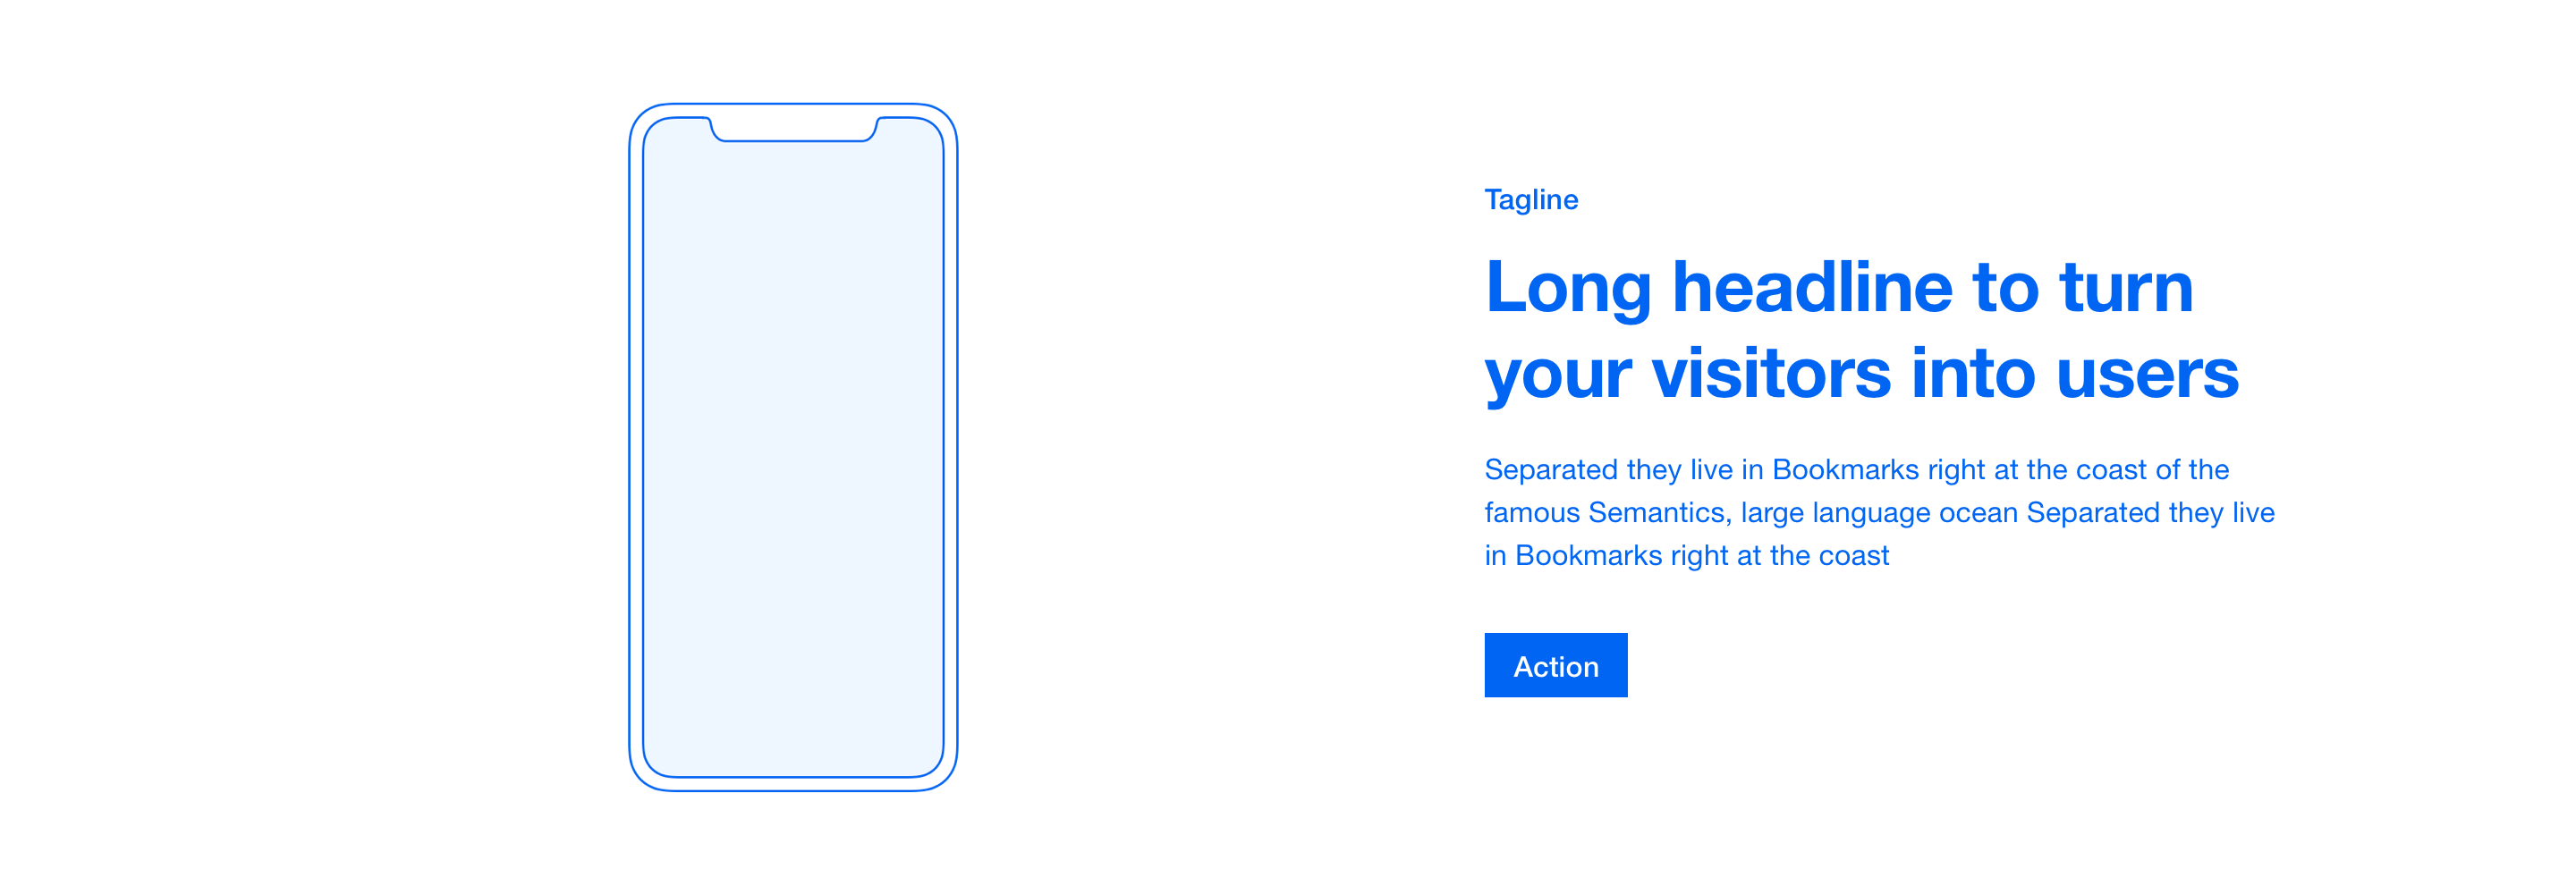 Tagline
Long headline to turn
your visitors into users
Separated they live in Bookmarks right at the coast of the
famous Semantics, large language ocean Separated they live
in Bookmarks right at the coast
Action